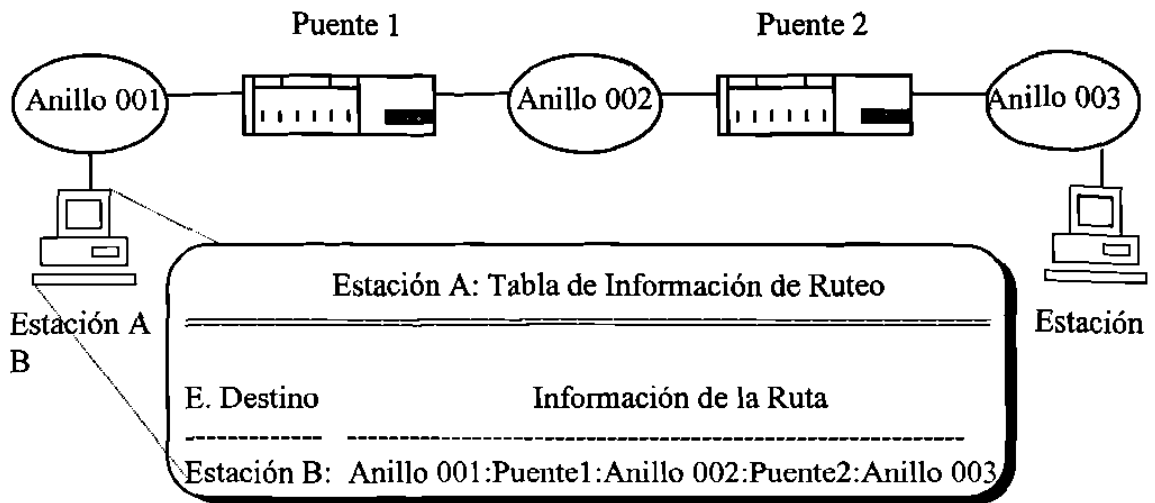 Puente 1
Puente 2
Anillo 001
Anillo 002
Anillo 003
Estación A: Tabla de Información de Ruteo
Estación A
B
Estación
E. Destino
Información de la Ruta
Estación B: Anillo 001:Puente1:Anillo 002:Puente2:Anillo 003